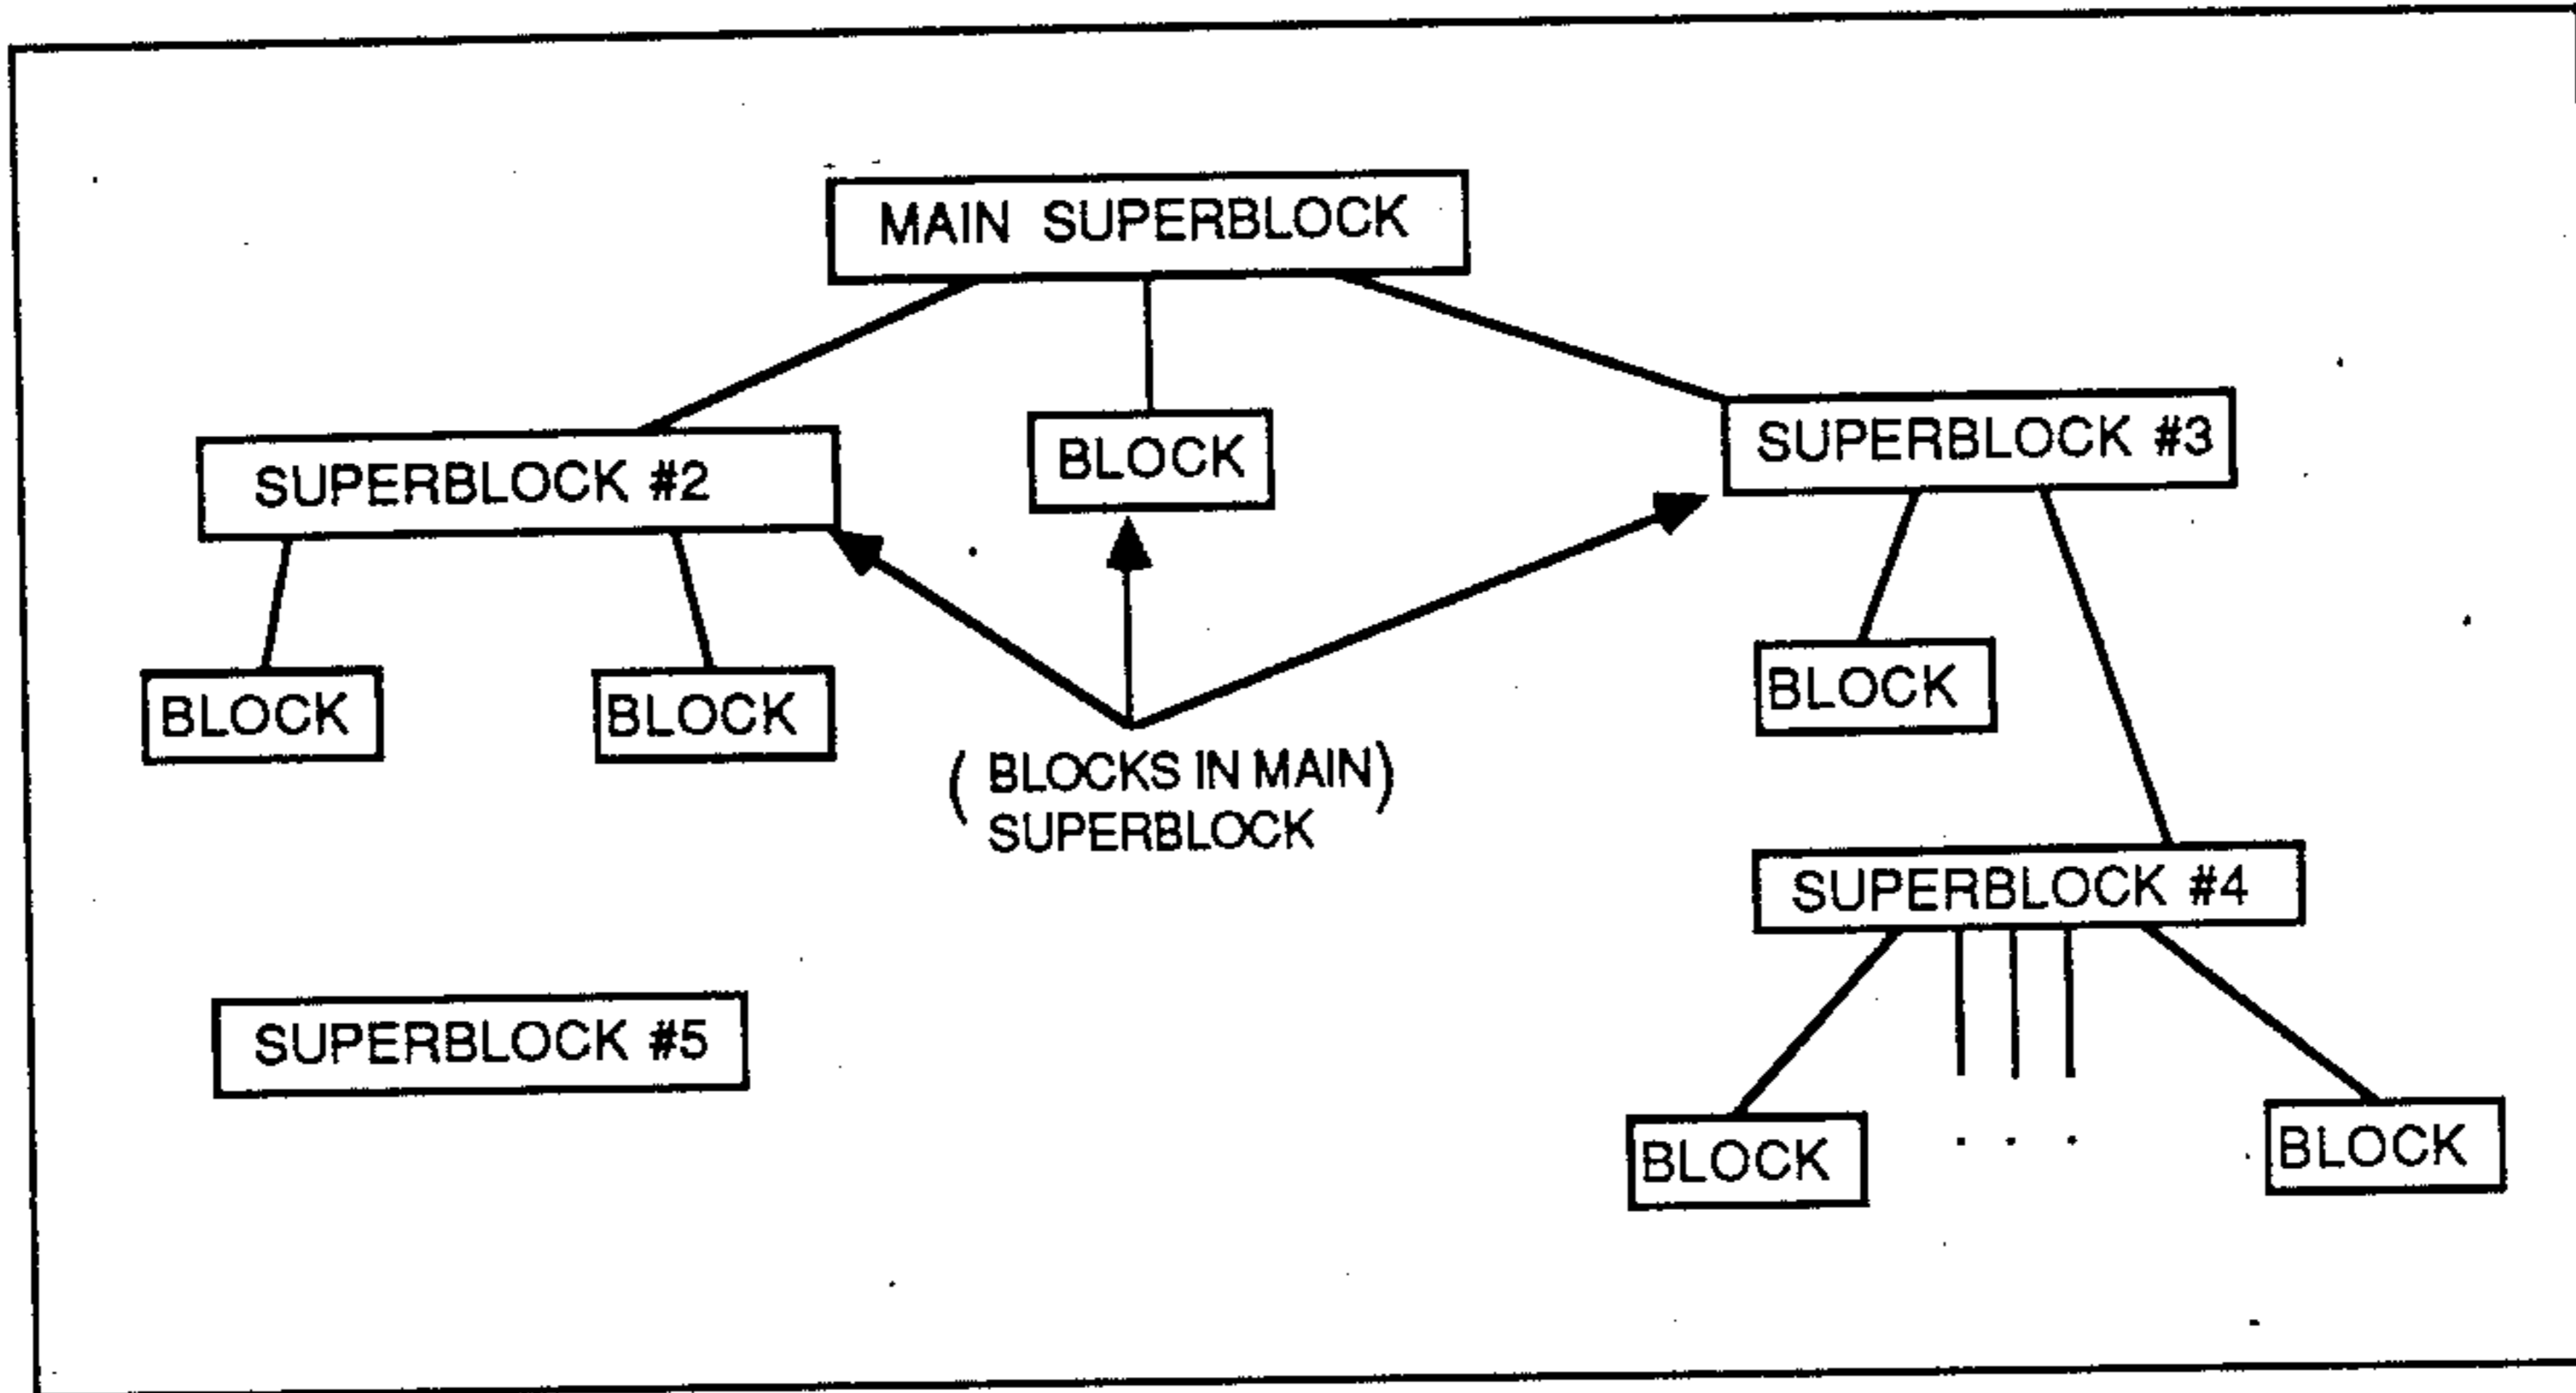 MAIN SUPERBLOCK
SUPERBLOCK #2
BLOCK
SUPERBLOCK #3
BLOCK
BLOCK
BLOCK
( BLOCKS IN MAIN )
SUPERBLOCK
SUPERBLOCK #4
SUPERBLOCK #5
BLOCK
. . .
BLOCK